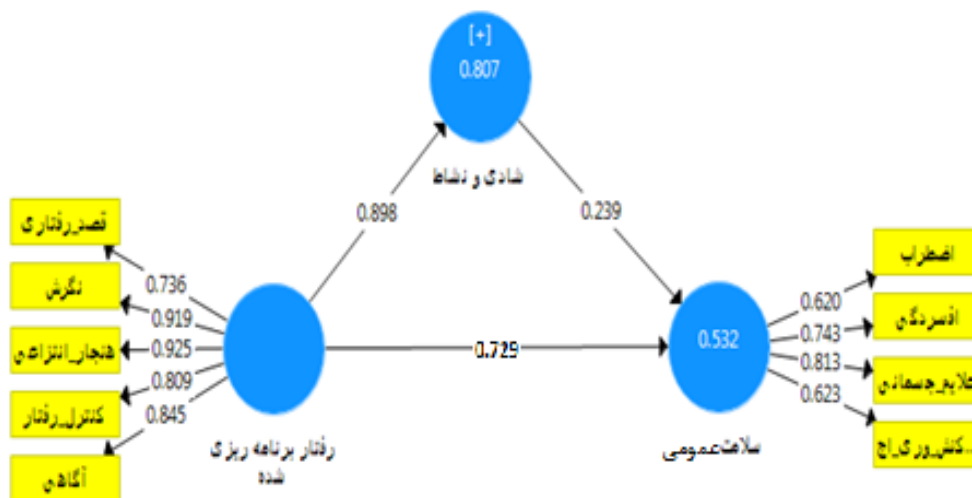 [+]
0.807
شادی و نشاط
0.898
0.239
قصد_رفتاری
نگرش
هنجار_انتزاعی
کنترل_رفتار
آگاهی
0.736
0.919
0.925
0.809
0.845
رفتار برنامه ریزی
شده
0.729
0.532
سلامت‌عمومی
0.620
0.743
0.813
0.623
اضطراب
افسردگی
علایم_جسمانی
کنش_وری_اج...